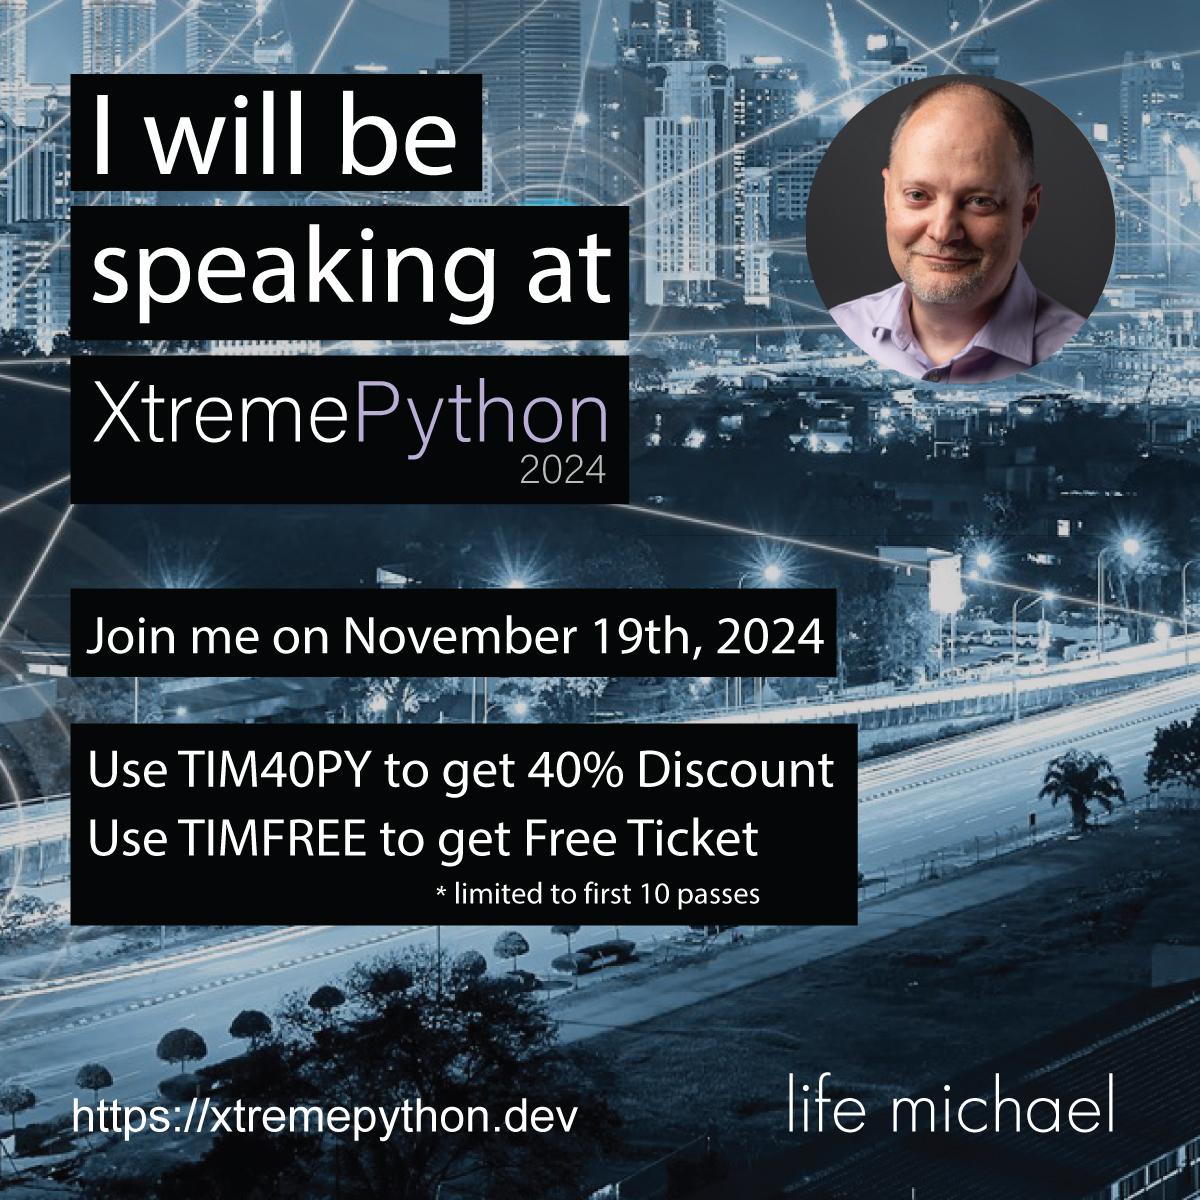 I will be
speaking at
XtremePython
2024
Join me on November 19th, 2024
Use TIM40PY to get 40% Discount
Use TIMFREE to get Free Ticket
* limited to first 10 passes
https://xtremepython.dev
life michael